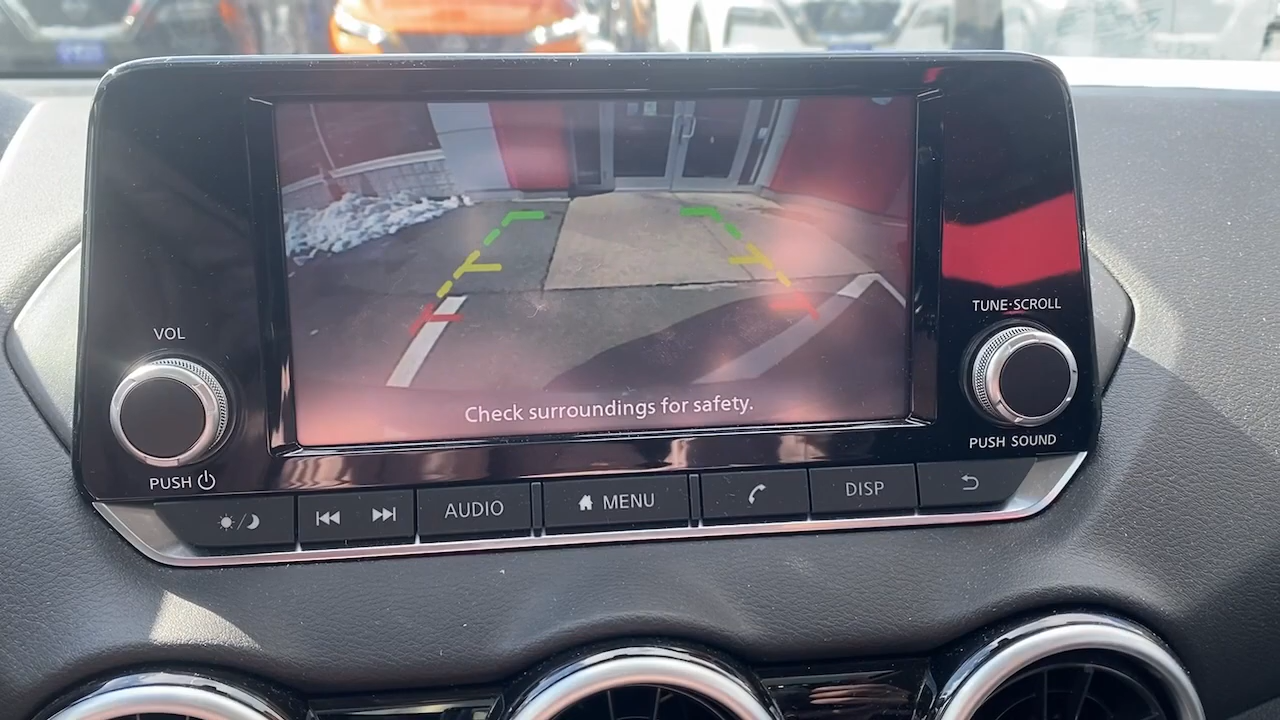 Check surroundings for safety.
VOL
PUSH
TUNE·SCROLL
PUSH SOUND
AUDIO
MENU
DISP